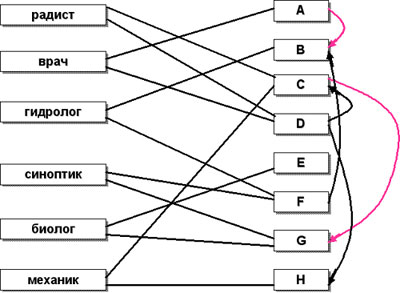 радист
врач
гидролог
синоптик
биолог
механик
A
B
C
D
E
F
G
H